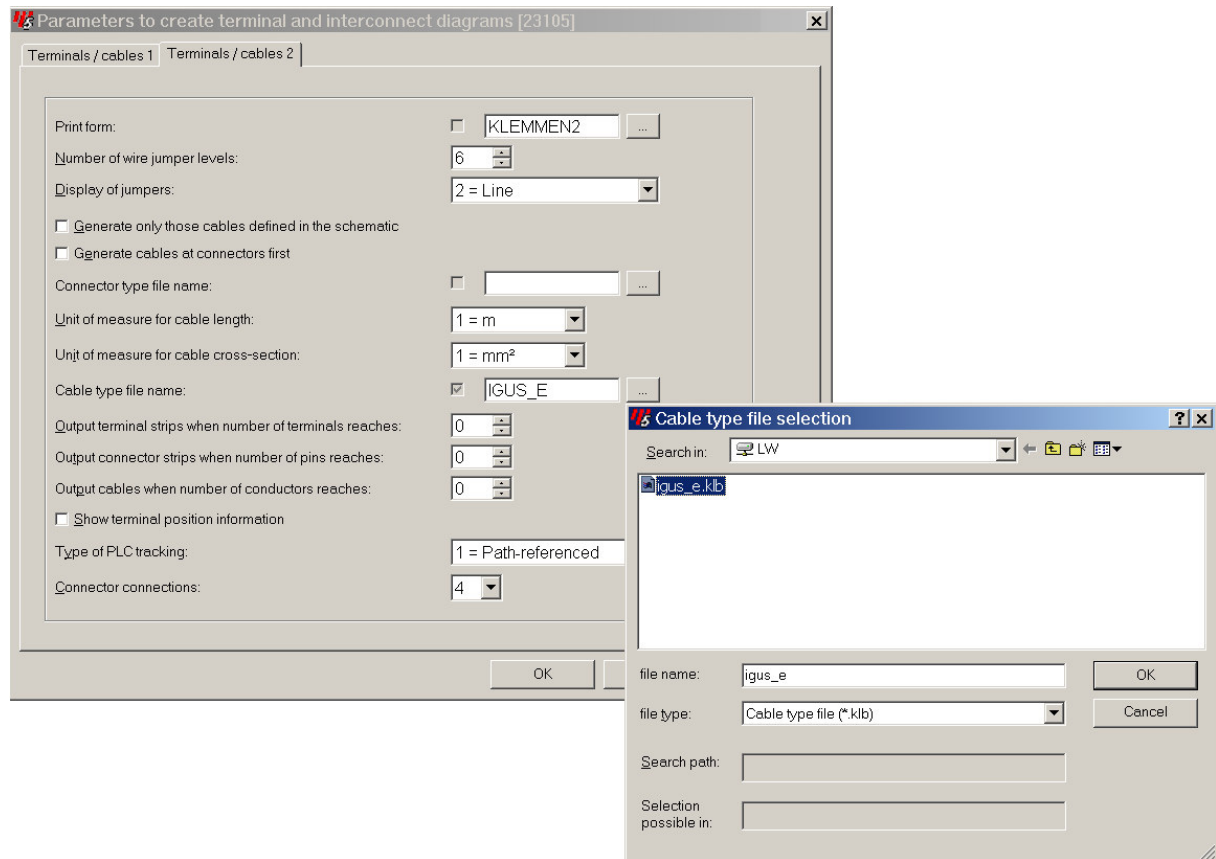 Parameters to create terminal and interconnect diagrams [23105]
Terminals / cables 1 Terminals / cables 2
Print form: KLEMMEN2 ...
Number of wire jumper levels: 6
Display of jumpers: 2 = Line
Generate only those cables defined in the schematic
Generate cables at connectors first
Connector type file name: ...
Unit of measure for cable length: 1 = m
Unit of measure for cable cross-section: 1 = mm²
Cable type file name: IGUS_E ...
Output terminal strips when number of terminals reaches: 0
Output connector strips when number of pins reaches: 0
Output cables when number of conductors reaches: 0
Show terminal position information
Type of PLC tracking: 1 = Path-referenced
Connector connections: 4
OK
Cable type file selection
Search in: LW
igus_e.klb
file name: igus_e OK
file type: Cable type file (*.klb) Cancel
Search path:
Selection
possible in: